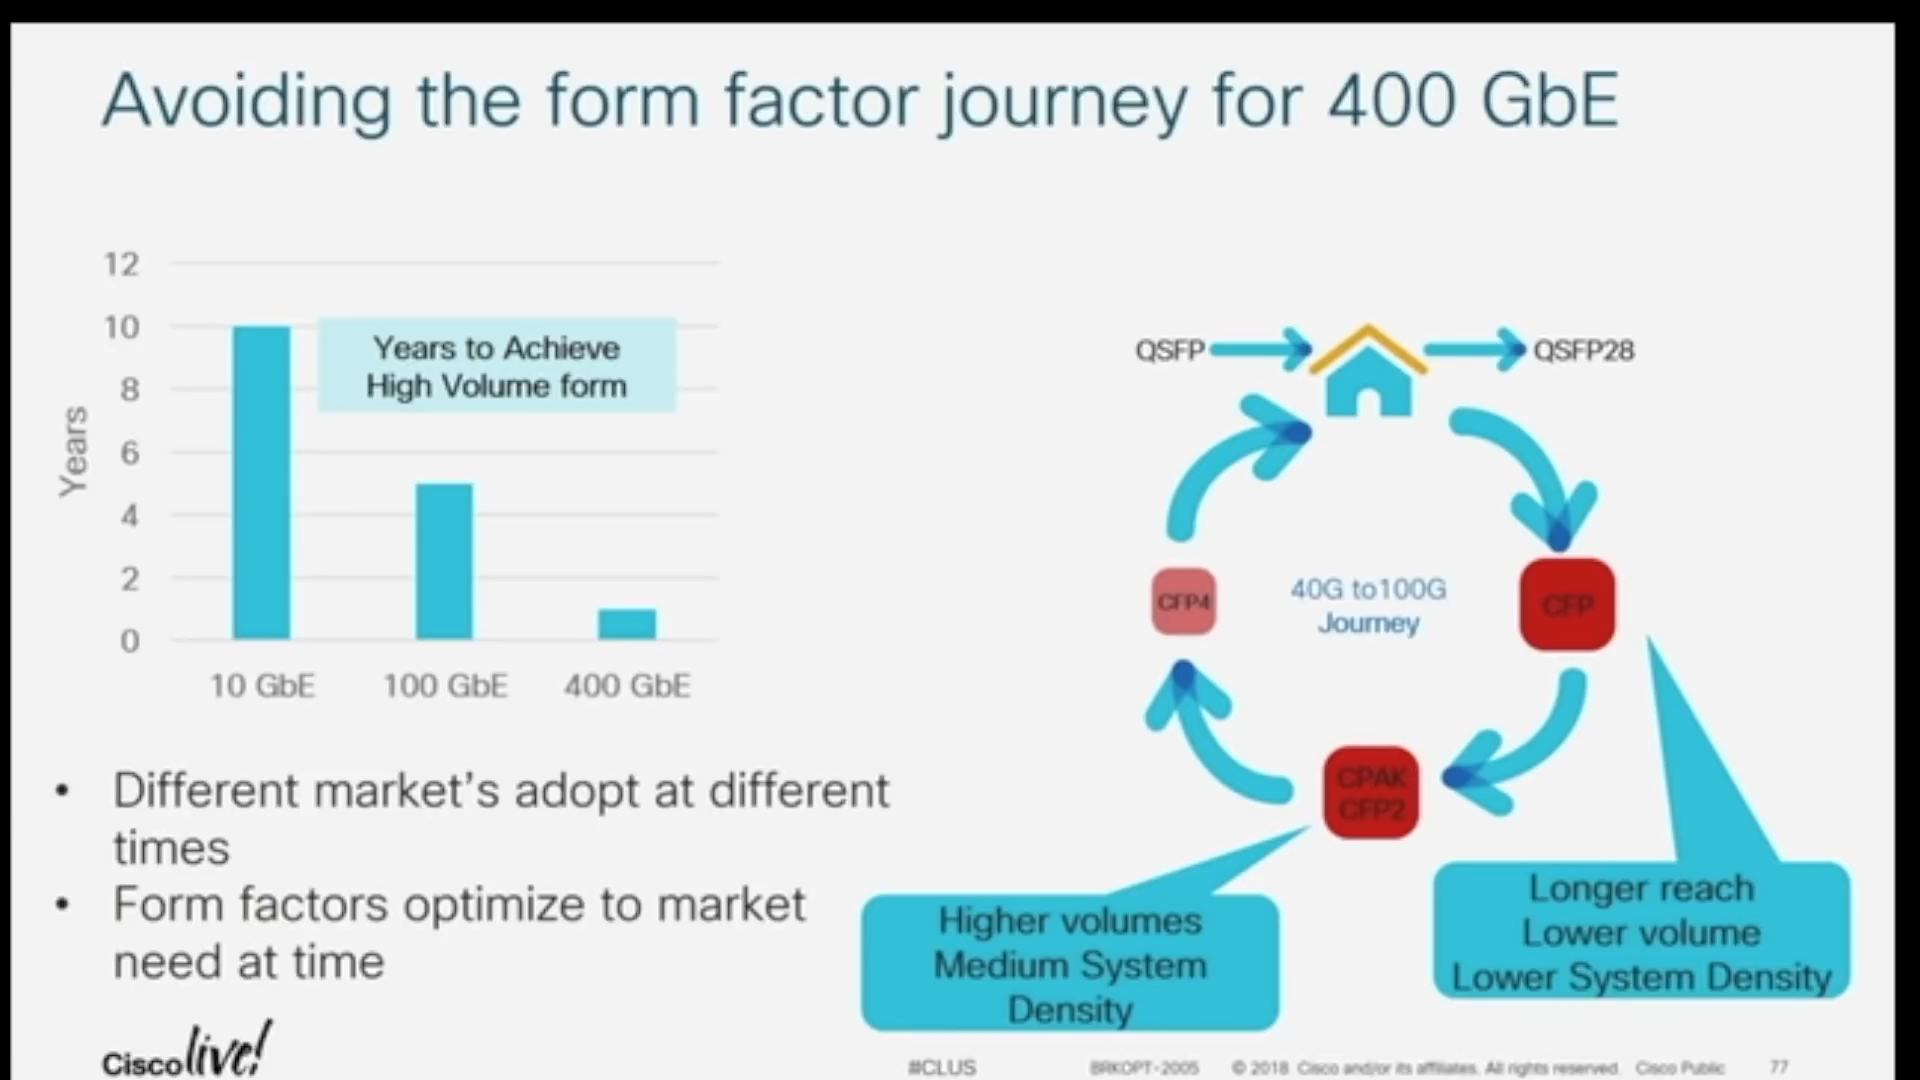 Avoiding the form factor journey for 400 GbE
12
10
8
6
4
2
0
Years
Years to Achieve
High Volume form
10 GbE
100 GbE
400 GbE
QSFP
QSFP28
40G to100G
Journey
CFP
CFP4
CPAK
CFP2
Longer reach
Lower volume
Lower System Density
Higher volumes
Medium System
Density
• Different market's adopt at different
times
• Form factors optimize to market
need at time
Cisco live!
#CLUS
BRKOPT-2005
© 2018 Cisco and/or its affiliates. All rights reserved. Cisco Public
77